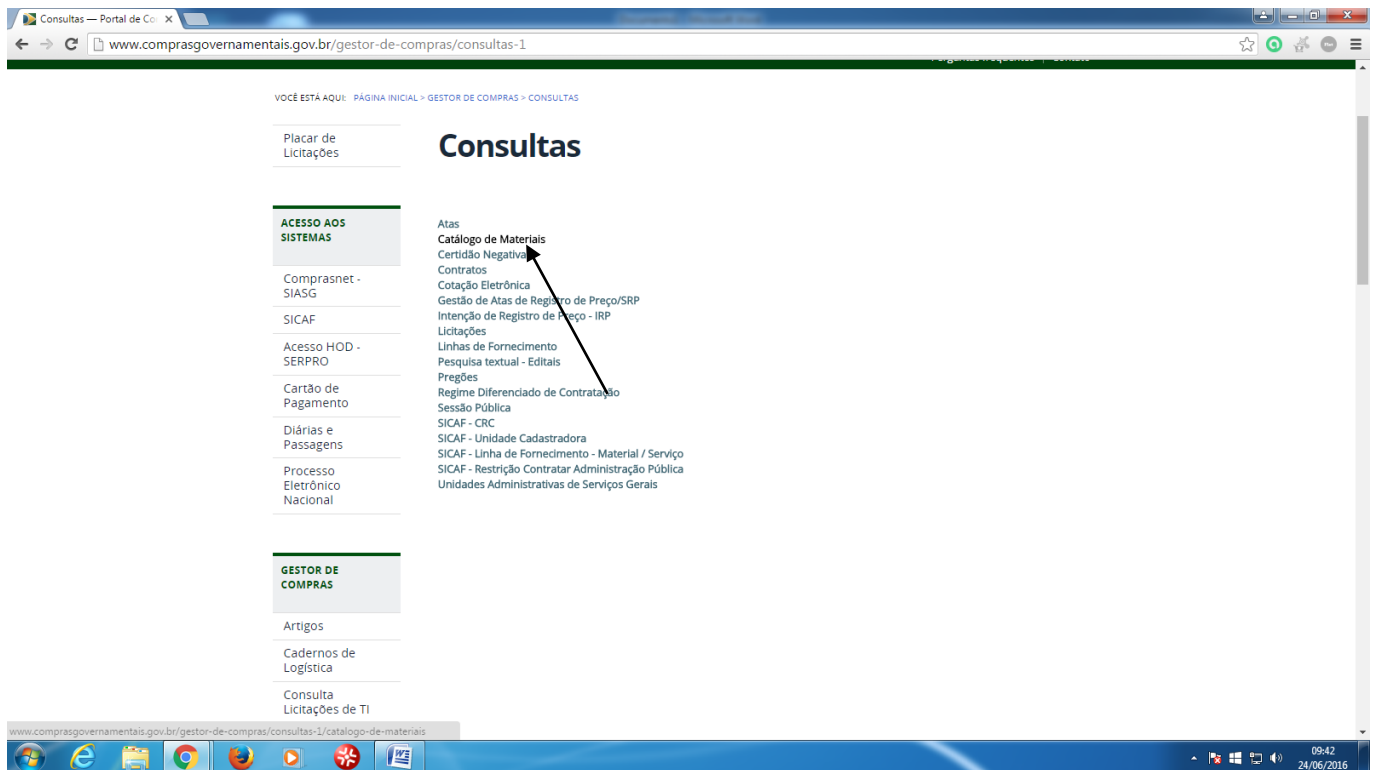 Consultas — Portal de Co
www.comprasgovernamentais.gov.br/gestor-de-compras/consultas-1
VOCÊ ESTÁ AQUI: PÁGINA INICIAL > GESTOR DE COMPRAS > CONSULTAS
Placar de
Licitações
Consultas
ACESSO AOS
SISTEMAS
Comprasnet -
SIASG
SICAF
Acesso HOD -
SERPRO
Cartão de
Pagamento
Diárias e
Passagens
Processo
Eletrônico
Nacional
Atas
Catálogo de Materiais
Certidão Negativa
Contratos
Cotação Eletrônica
Gestão de Atas de Registro de Preço/SRP
Intenção de Registro de Preço - IRP
Licitações
Linhas de Fornecimento
Pesquisa textual - Editais
Pregões
Regime Diferenciado de Contratação
Sessão Pública
SICAF - CRC
SICAF - Unidade Cadastradora
SICAF - Linha de Fornecimento - Material / Serviço
SICAF - Restrição Contratar Administração Pública
Unidades Administrativas de Serviços Gerais
GESTOR DE
COMPRAS
Artigos
Cadernos de
Logística
Consulta
Licitações de TI
www.comprasgovernamentais.gov.br/gestor-de-compras/consultas-1/catalogo-de-materiais
09:42
24/06/2016